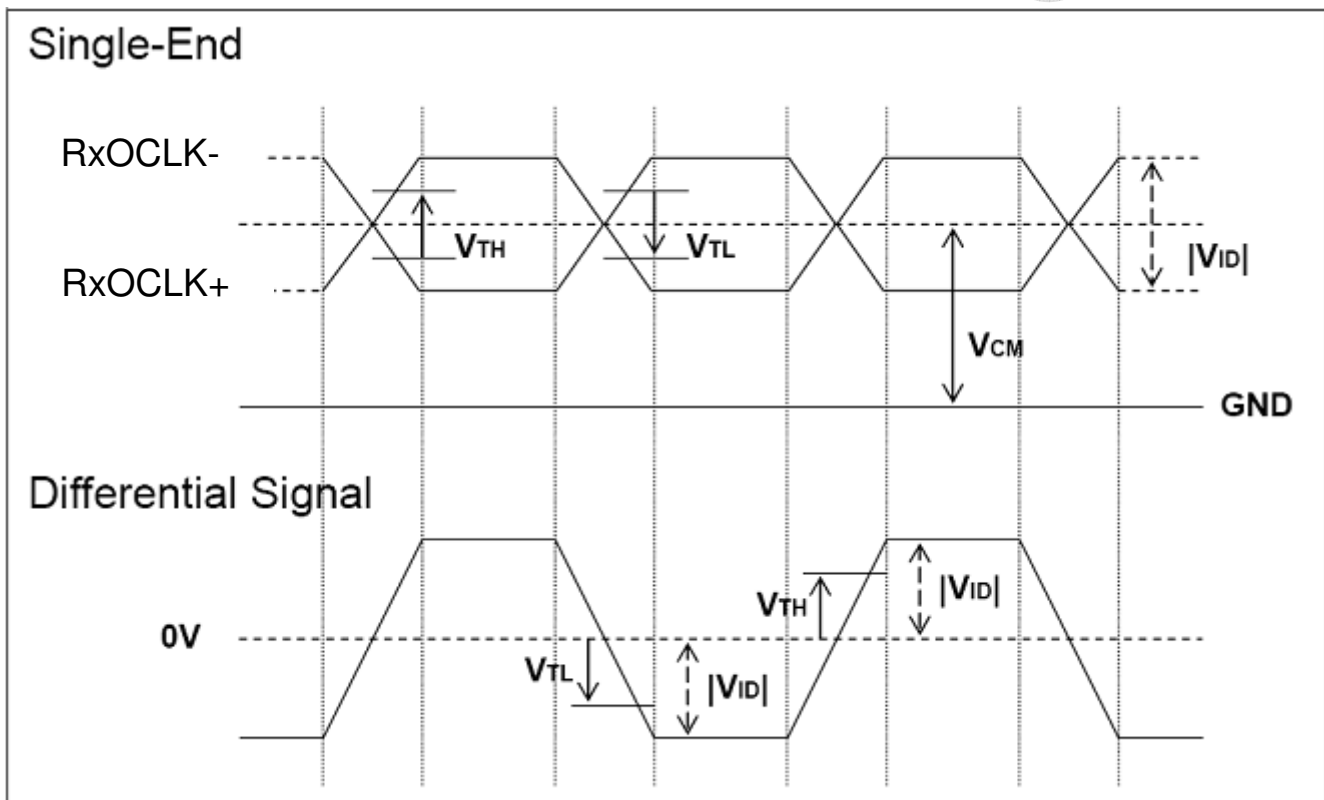 Single-End
RxOCLK-
VTH
VTL
|VID|
RxOCLK+
VCM
GND
Differential Signal
|VID|
VTH
0V
VTL
|VID|